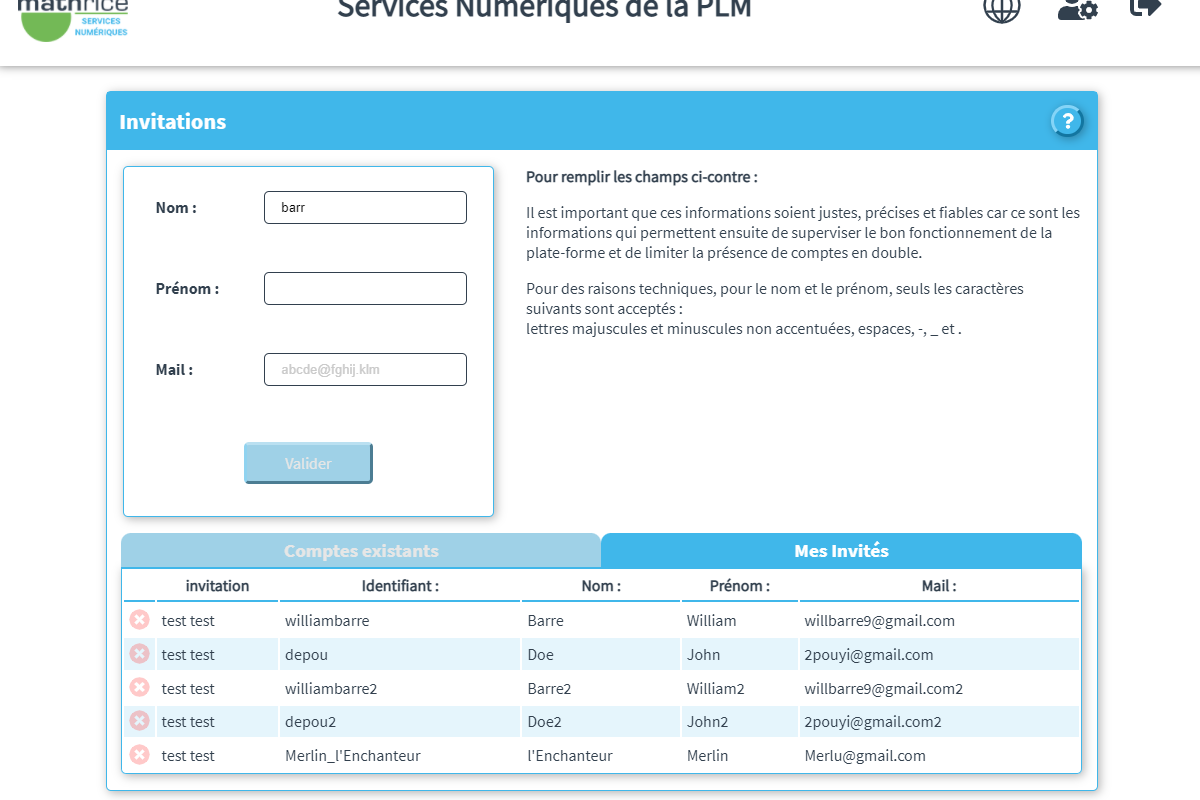 mathrice
SERVICES
NUMÉRIQUES
Services Numériques de la PLM
Invitations
?
Nom :
barr
Prénom :
Mail :
abcde@fghij.klm
Valider
Pour remplir les champs ci-contre :
Il est important que ces informations soient justes, précises et fiables car ce sont les
informations qui permettent ensuite de superviser le bon fonctionnement de la
plate-forme et de limiter la présence de comptes en double.
Pour des raisons techniques, pour le nom et le prénom, seuls les caractères
suivants sont acceptés :
lettres majuscules et minuscules non accentuées, espaces, -, _ et .
Comptes existants
Mes Invités
invitation Identifiant : Nom : Prénom : Mail :
test test williambarre Barre William willbarre9@gmail.com
test test depou Doe John 2pouyi@gmail.com
test test williambarre2 Barre2 William2 willbarre9@gmail.com2
test test depou2 Doe2 John2 2pouyi@gmail.com2
test test Merlin_l'Enchanteur l'Enchanteur Merlin Merlu@gmail.com